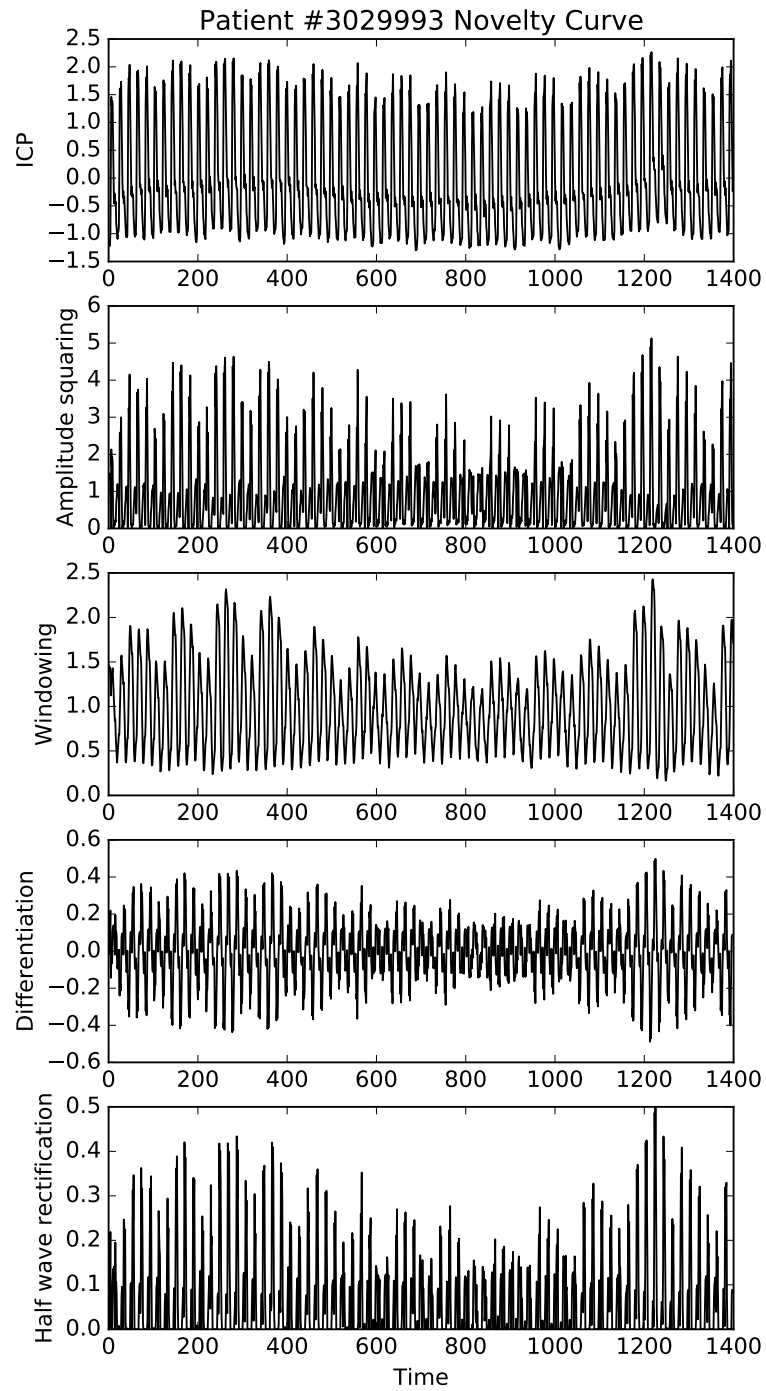 Patient #3029993 Novelty Curve
ICP
2.5
2.0
1.5
1.0
0.5
0.0
−0.5
−1.0
−1.5
0 200 400 600 800 1000 1200 1400
Amplitude squaring
6
5
4
3
2
1
0
0 200 400 600 800 1000 1200 1400
Windowing
2.5
2.0
1.5
1.0
0.5
0.0
0 200 400 600 800 1000 1200 1400
Differentiation
0.6
0.4
0.2
0.0
−0.2
−0.4
−0.6
0 200 400 600 800 1000 1200 1400
Half wave rectification
0.5
0.4
0.3
0.2
0.1
0.0
0 200 400 600 800 1000 1200 1400
Time